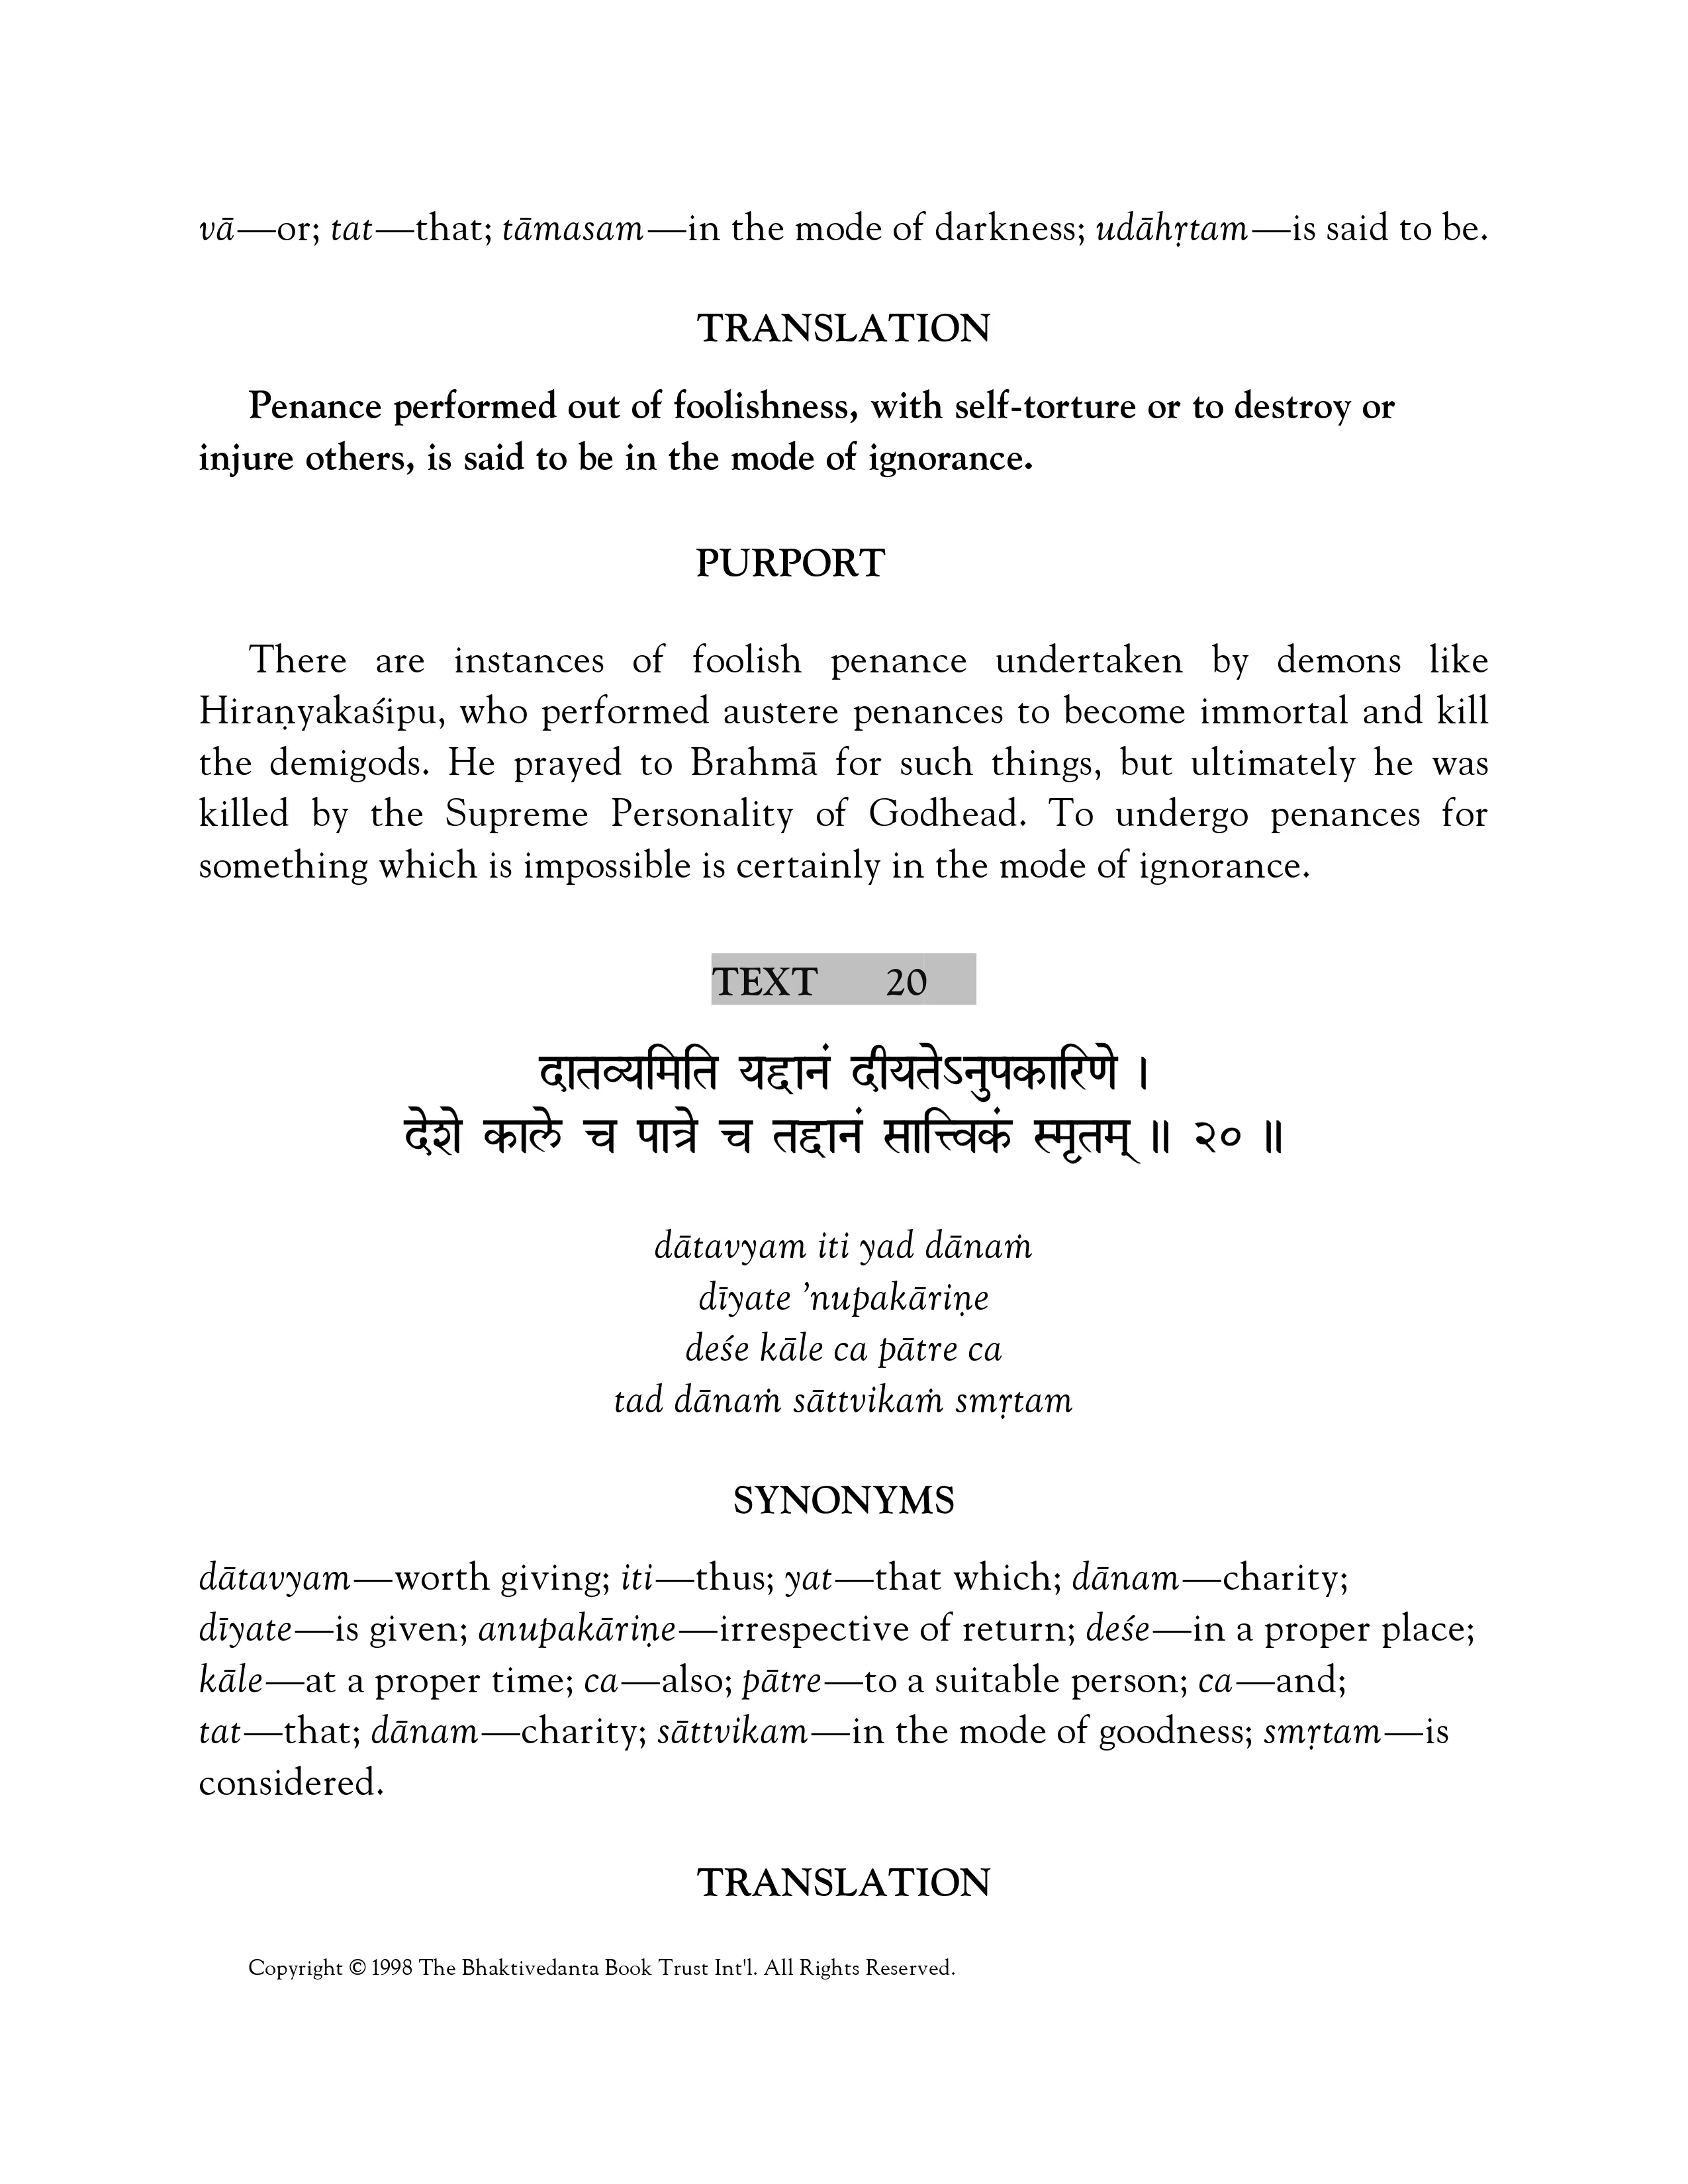 vā—or; tat—that; tāmasam—in the mode of darkness; udāhṛtam—is said to be.
TRANSLATION
Penance performed out of foolishness, with self-torture or to destroy or
injure others, is said to be in the mode of ignorance.
PURPORT
There are instances of foolish penance undertaken by demons like
Hiraṇyakaśipu, who performed austere penances to become immortal and kill
the demigods. He prayed to Brahmā for such things, but ultimately he was
killed by the Supreme Personality of Godhead. To undergo penances for
something which is impossible is certainly in the mode of ignorance.
TEXT 20
दातव्यमिति यद्दानं दीयतेऽनुपकारिणे ।
देशे काले च पात्रे च तद्दानं सात्त्विकं स्मृतम् ॥ २० ॥
dātavyam iti yad dānaṁ
dīyate ’nupakāriṇe
deśe kāle ca pātre ca
tad dānaṁ sāttvikaṁ smṛtam
SYNONYMS
dātavyam—worth giving; iti—thus; yat—that which; dānam—charity;
dīyate—is given; anupakāriṇe—irrespective of return; deśe—in a proper place;
kāle—at a proper time; ca—also; pātre—to a suitable person; ca—and;
tat—that; dānam—charity; sāttvikam—in the mode of goodness; smṛtam—is
considered.
TRANSLATION
Copyright © 1998 The Bhaktivedanta Book Trust Int'l. All Rights Reserved.